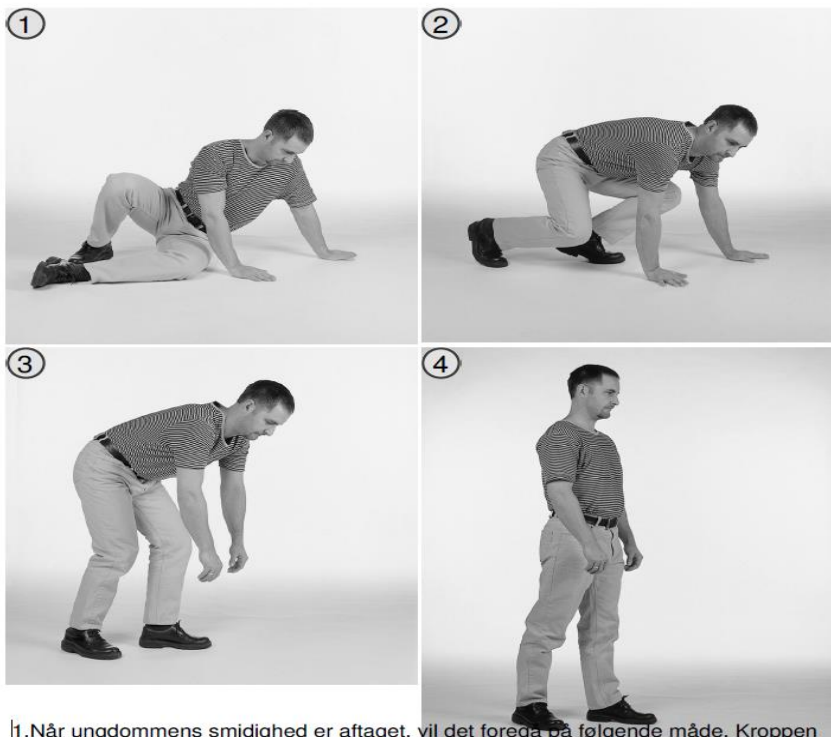 1
2
3
4
1.Når ungdommens smidighed er aftaget, vil det foregå på følgende måde. Kroppen